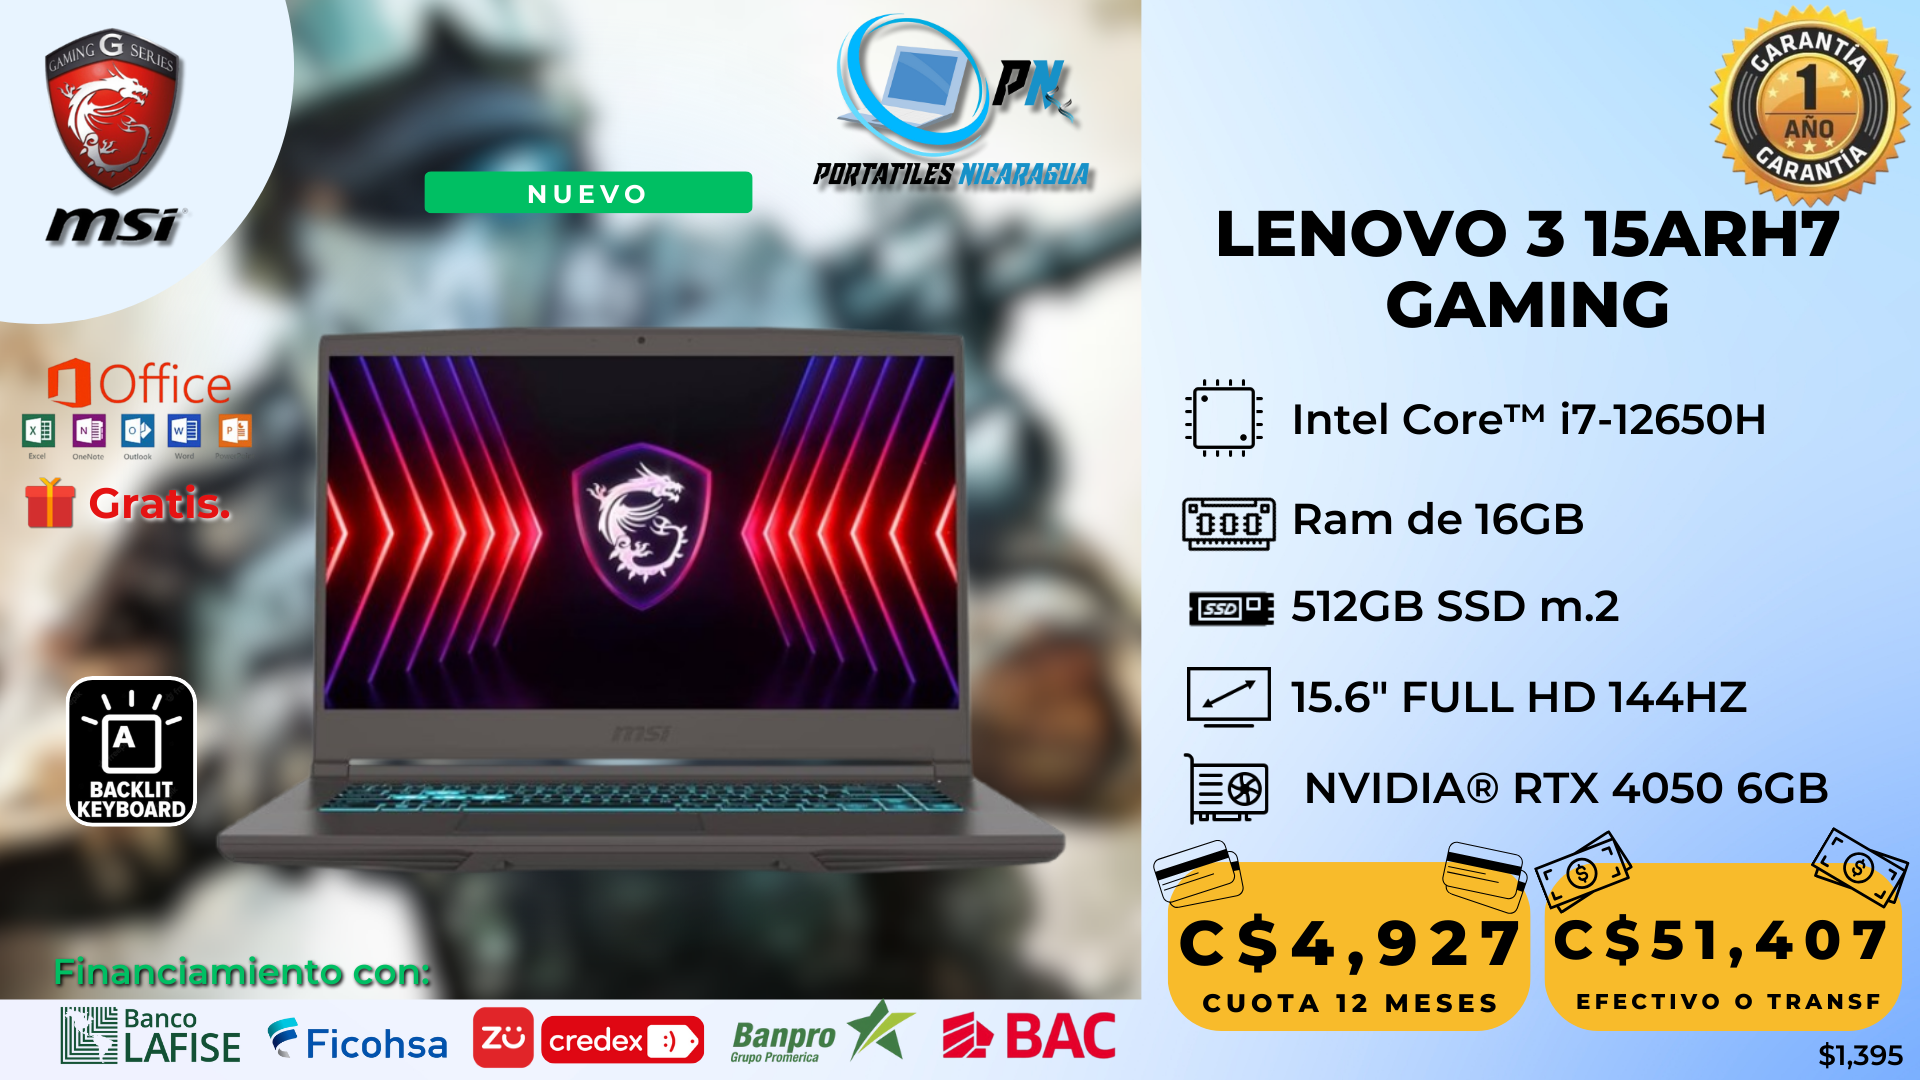 GAMING G SERIES
msi
PN
PORTATILES NICARAGUA
NUEVO
Office
Excel
OneNote
Outlook
Word
Gratis.
msi
A
BACKLIT
KEYBOARD
Financiamiento con:
Banco
LAFISE
Ficohsa
zū
credex :)
Banpro
Grupo Promerica
BAC
GARANTÍA
1
AÑO
GARANTÍA
LENOVO 3 15ARH7
GAMING
Intel Core™ i7-12650H
Ram de 16GB
SSD
512GB SSD m.2
15.6" FULL HD 144HZ
NVIDIA® RTX 4050 6GB
C$4,927
CUOTA 12 MESES
C$51,407
EFECTIVO O TRANSF
$1,395